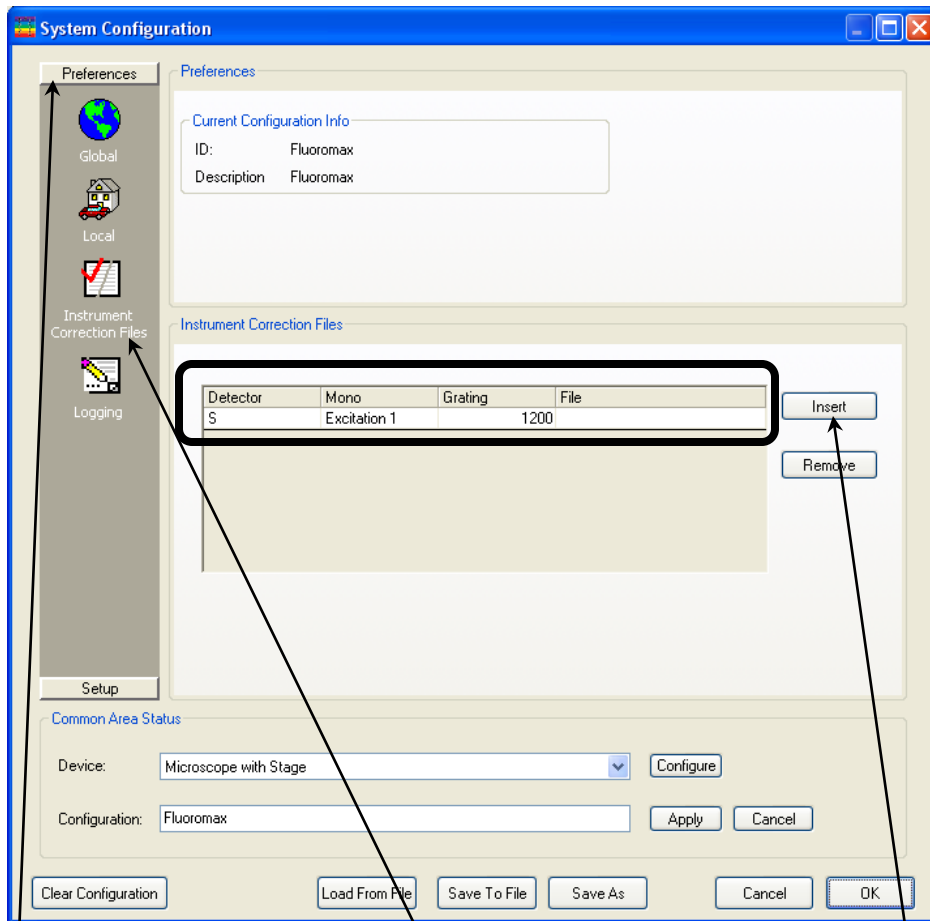 System Configuration
Preferences
Global
Local
Instrument
Correction Files
Logging
Setup
Preferences
Current Configuration Info
ID: Fluoromax
Description Fluoromax
Instrument Correction Files
Detector Mono Grating File
S Excitation 1 1200
Insert
Remove
Common Area Status
Device: Microscope with Stage Configure
Configuration: Fluoromax Apply Cancel
Clear Configuration Load From File Save To File Save As Cancel OK